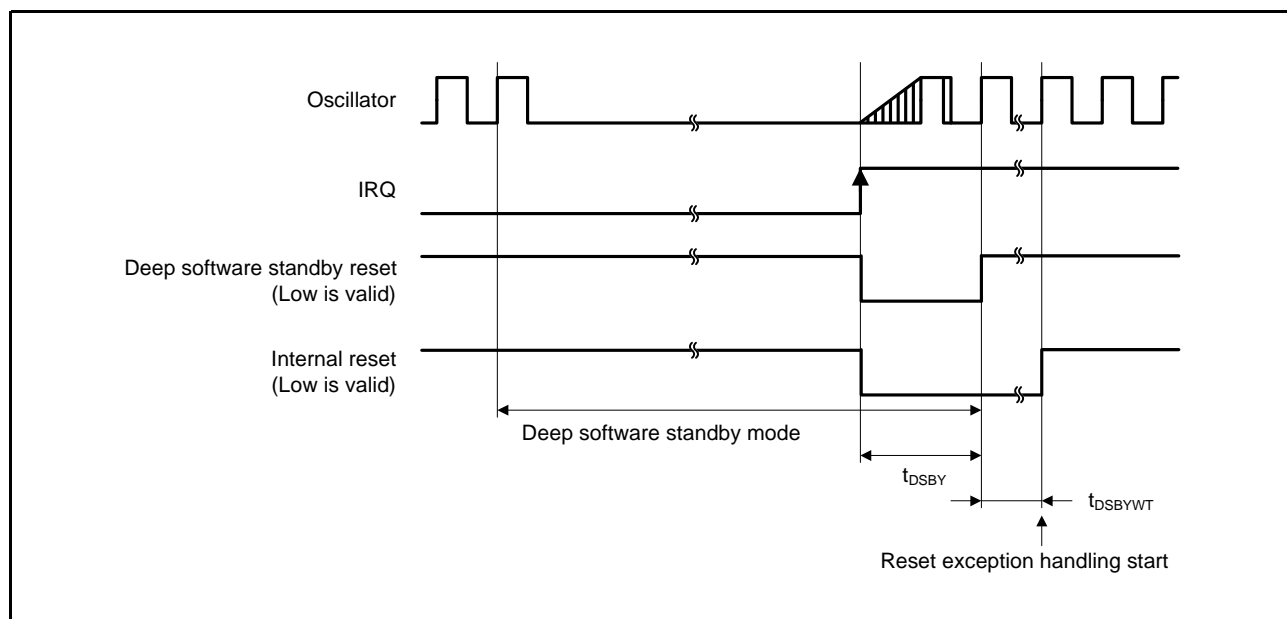 Oscillator
IRQ
Deep software standby reset
(Low is valid)
Internal reset
(Low is valid)
Deep software standby mode
tDSBY
tDSBYWT
Reset exception handling start